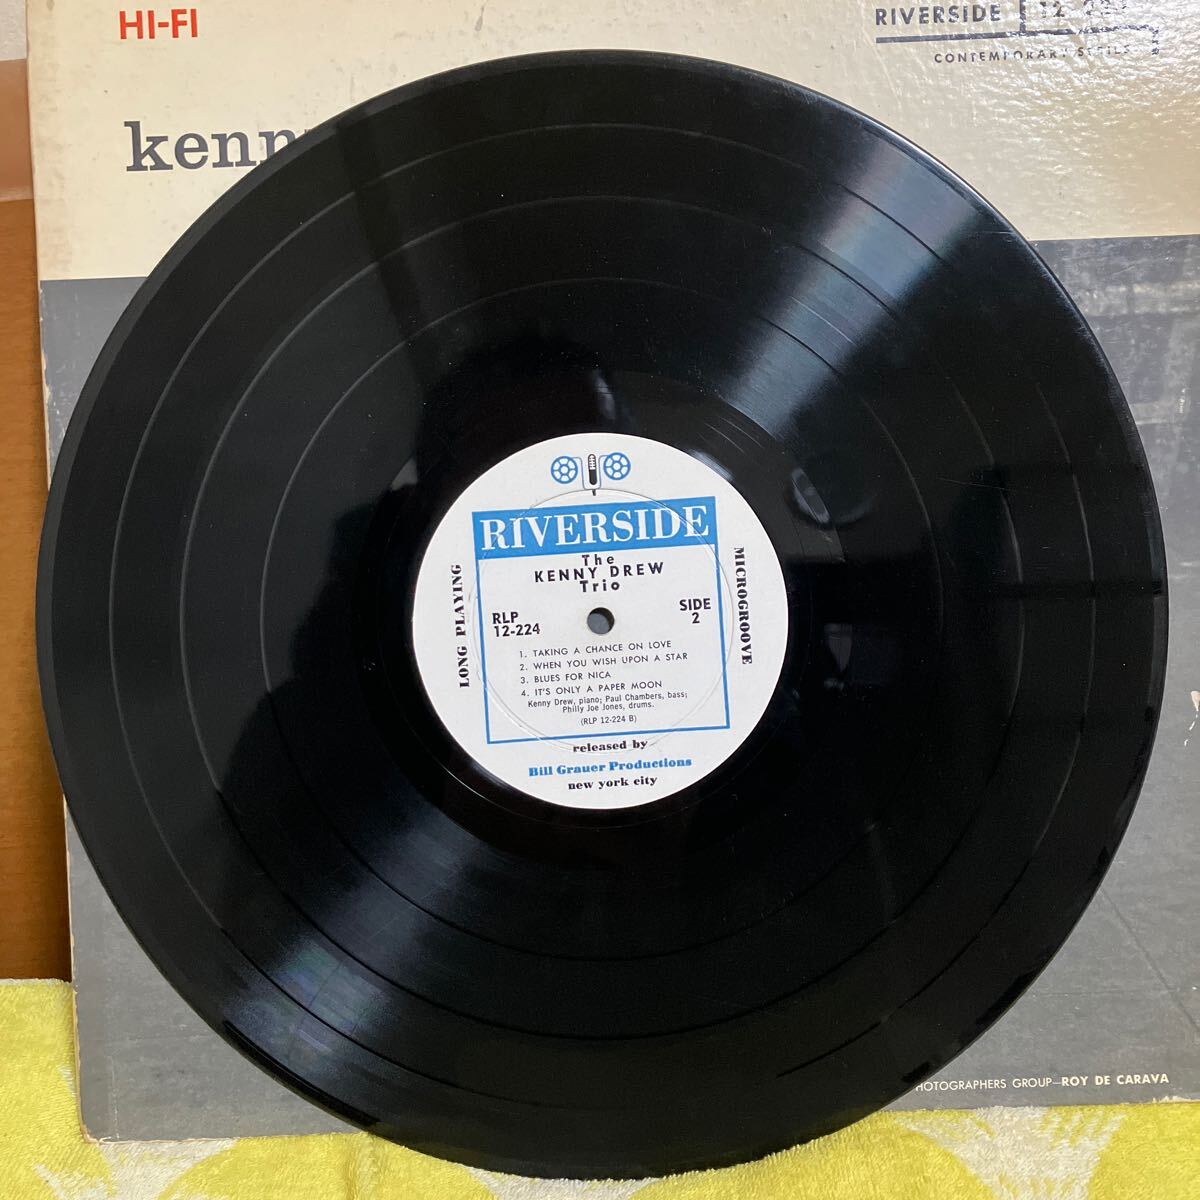 HI-FI
RIVERSIDE
CONTEMPORARY SERIES
RIVERSIDE
The
KENNY DREW
Trio
LONG PLAYING
MICROGROOVE
RLP
12-224
SIDE
2
1. TAKING A CHANCE ON LOVE
2. WHEN YOU WISH UPON A STAR
3. BLUES FOR NICA
4. IT'S ONLY A PAPER MOON
Kenny Drew, piano; Paul Chambers, bass;
Philly Joe Jones, drums.
(RLP 12-224 B)
released by
Bill Grauer Productions
new york city
PHOTOGRAPHERS GROUP—ROY DE CARAVA